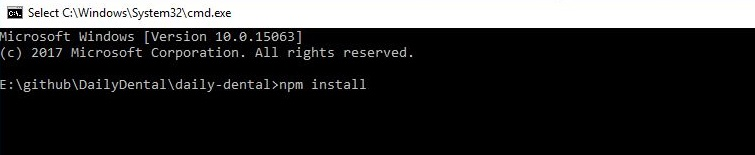 Select C:\Windows\System32\cmd.exe
Microsoft Windows [Version 10.0.15063]
(c) 2017 Microsoft Corporation. All rights reserved.
E:\github\DailyDental\daily-dental>npm install